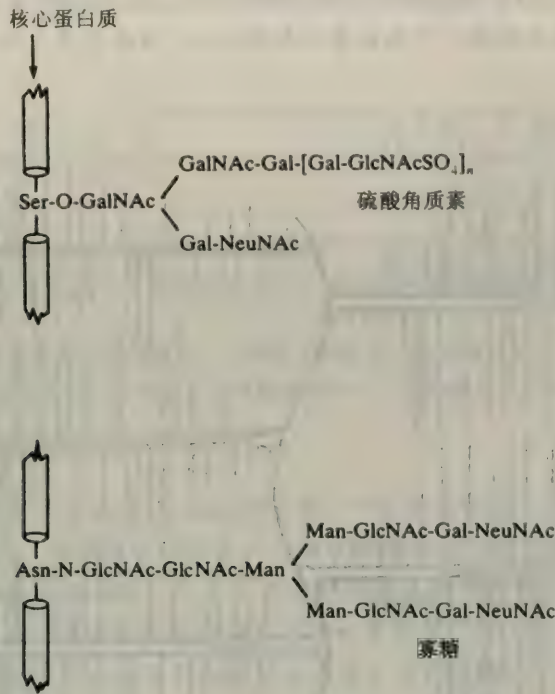 核心蛋白质
GalNAc-Gal-[Gal-GlcNAcSO₄]ₙ
Ser-O-GalNAc
硫酸角质素
Gal-NeuNAc
Man-GlcNAc-Gal-NeuNAc
Asn-N-GlcNAc-GlcNAc-Man
Man-GlcNAc-Gal-NeuNAc
寡糖